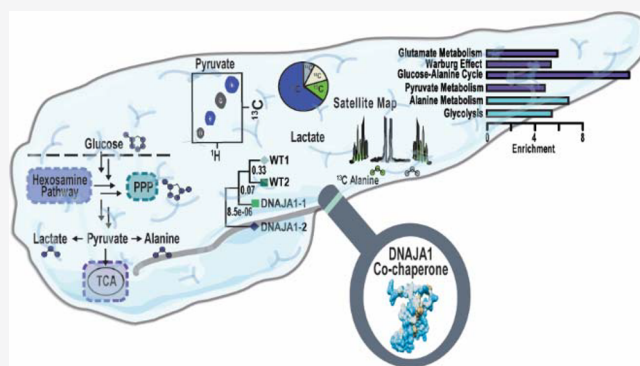 Glutamate Metabolism
Warburg Effect
Glucose-Alanine Cycle
Pyruvate Metabolism
Alanine Metabolism
Glycolysis
0 4 8
Enrichment
Pyruvate
13C
1H
Satellite Map
Lactate
13C Alanine
Glucose
Hexosamine
Pathway
PPP
Lactate
Pyruvate
Alanine
TCA
WT1
0.33
WT2
0.07
DNAJA1-1
8.5e-06
DNAJA1-2
DNAJA1
Co-chaperone